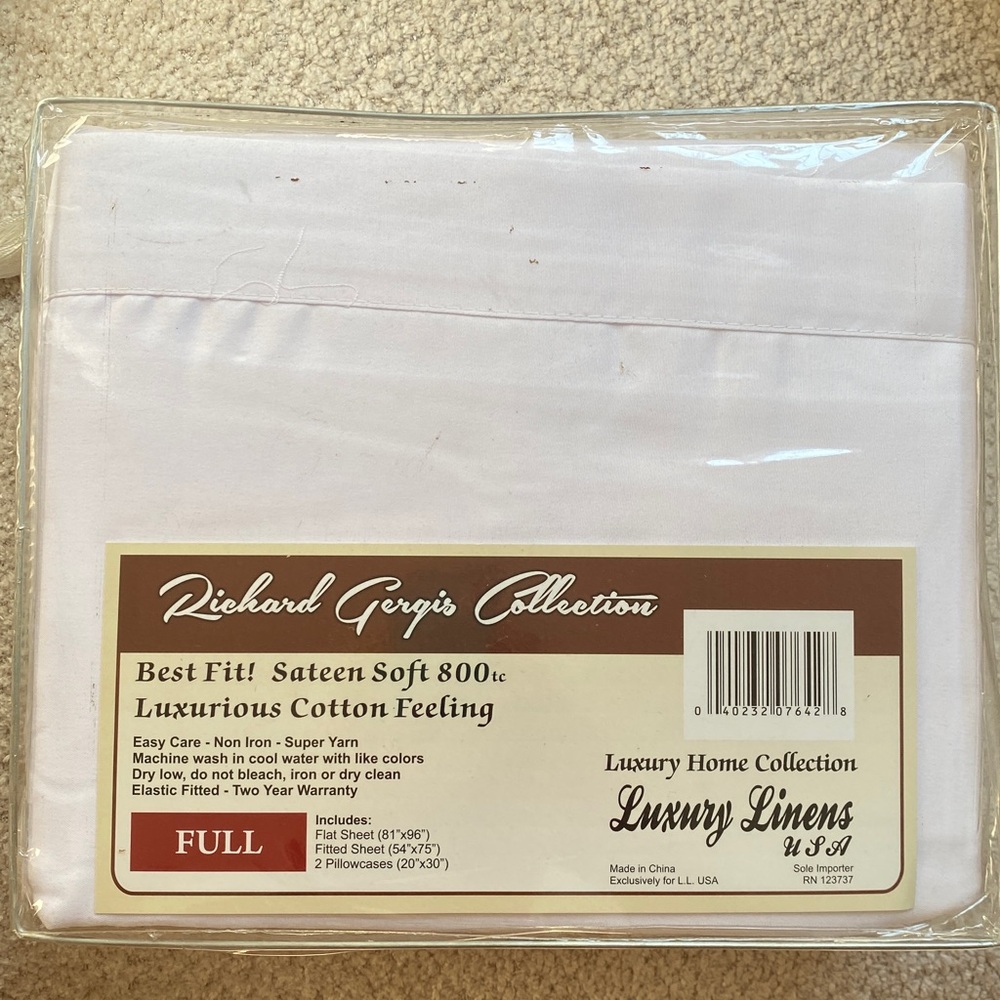 Richard Gergis Collection
Best Fit! Sateen Soft 800tc
Luxurious Cotton Feeling
Easy Care - Non Iron - Super Yarn
Machine wash in cool water with like colors
Dry low, do not bleach, iron or dry clean
Elastic Fitted - Two Year Warranty
FULL
Includes:
Flat Sheet (81"x96")
Fitted Sheet (54"x75")
2 Pillowcases (20"x30")
0 40232 07642 8
Luxury Home Collection
Luxury Linens
USA
Made in China
Exclusively for L.L. USA
Sole Importer
RN 123737